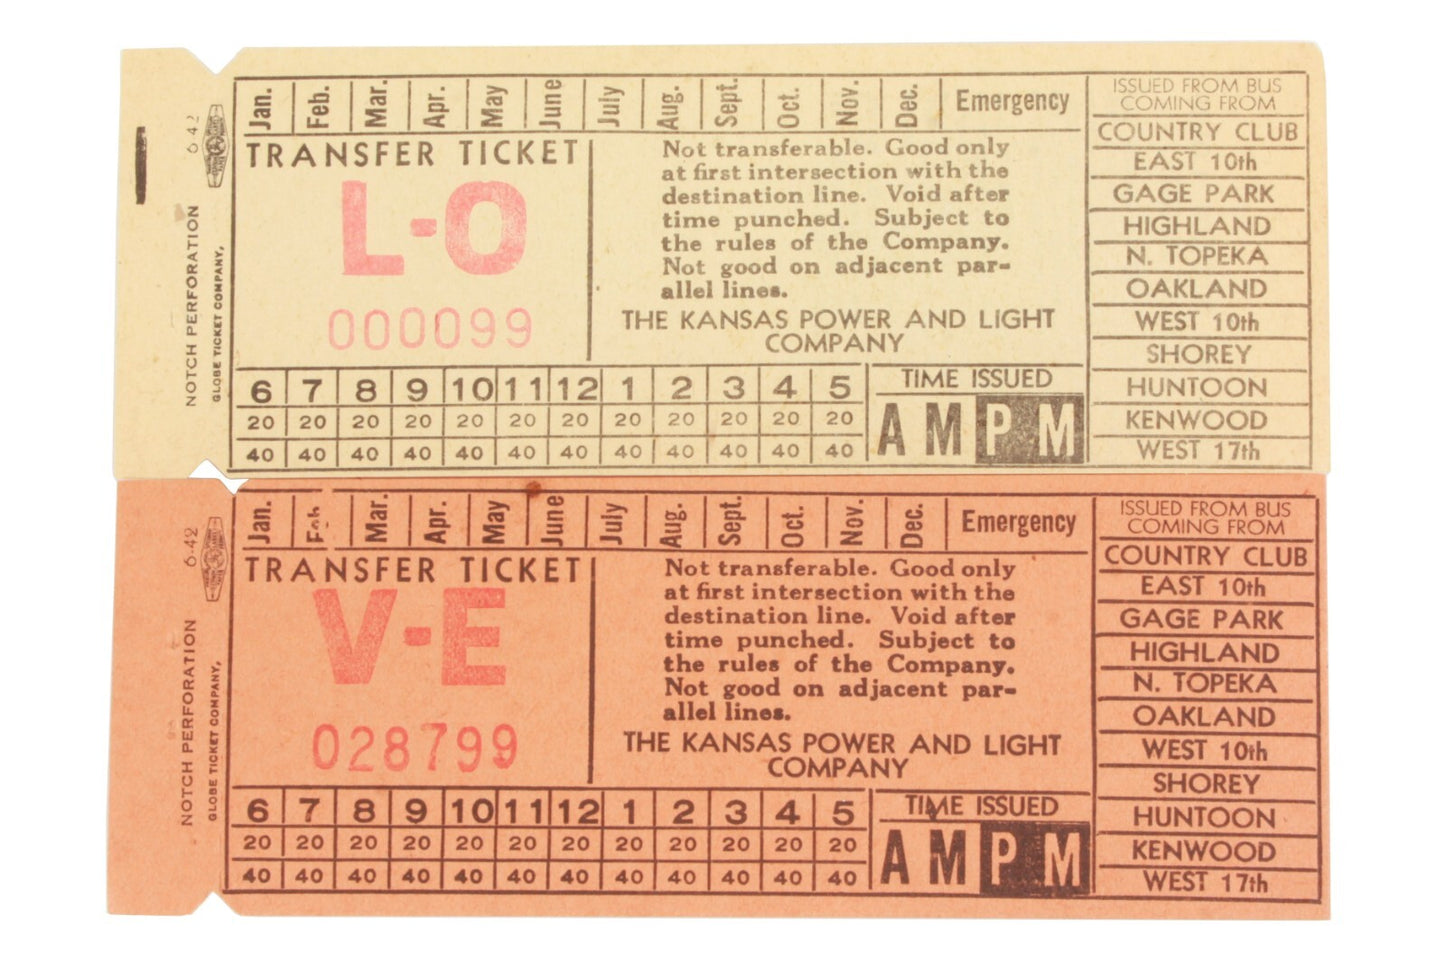 6 42
NOTCH PERFORATION
GLOBE TICKET COMPANY,
Jan. Feb. Mar. Apr. May June July Aug. Sept. Oct. Nov. Dec. Emergency
TRANSFER TICKET
L-O
000099
Not transferable. Good only
at first intersection with the
destination line. Void after
time punched. Subject to
the rules of the Company.
Not good on adjacent par-
allel lines.
THE KANSAS POWER AND LIGHT
COMPANY
6 7 8 9 10 11 12 1 2 3 4 5
20 20 20 20 20 20 20 20 20 20 20 20
40 40 40 40 40 40 40 40 40 40 40 40
TIME ISSUED
AM PM
ISSUED FROM BUS
COMING FROM
COUNTRY CLUB
EAST 10th
GAGE PARK
HIGHLAND
N. TOPEKA
OAKLAND
WEST 10th
SHOREY
HUNTOON
KENWOOD
WEST 17th
6-42
NOTCH PERFORATION
GLOBE TICKET COMPANY,
Jan. Feb. Mar. Apr. May June July Aug. Sept. Oct. Nov. Dec. Emergency
TRANSFER TICKET
V-E
028799
Not transferable. Good only
at first intersection with the
destination line. Void after
time punched. Subject to
the rules of the Company.
Not good on adjacent par-
allel lines.
THE KANSAS POWER AND LIGHT
COMPANY
6 7 8 9 10 11 12 1 2 3 4 5
20 20 20 20 20 20 20 20 20 20 20 20
40 40 40 40 40 40 40 40 40 40 40 40
TIME ISSUED
AM PM
ISSUED FROM BUS
COMING FROM
COUNTRY CLUB
EAST 10th
GAGE PARK
HIGHLAND
N. TOPEKA
OAKLAND
WEST 10th
SHOREY
HUNTOON
KENWOOD
WEST 17th